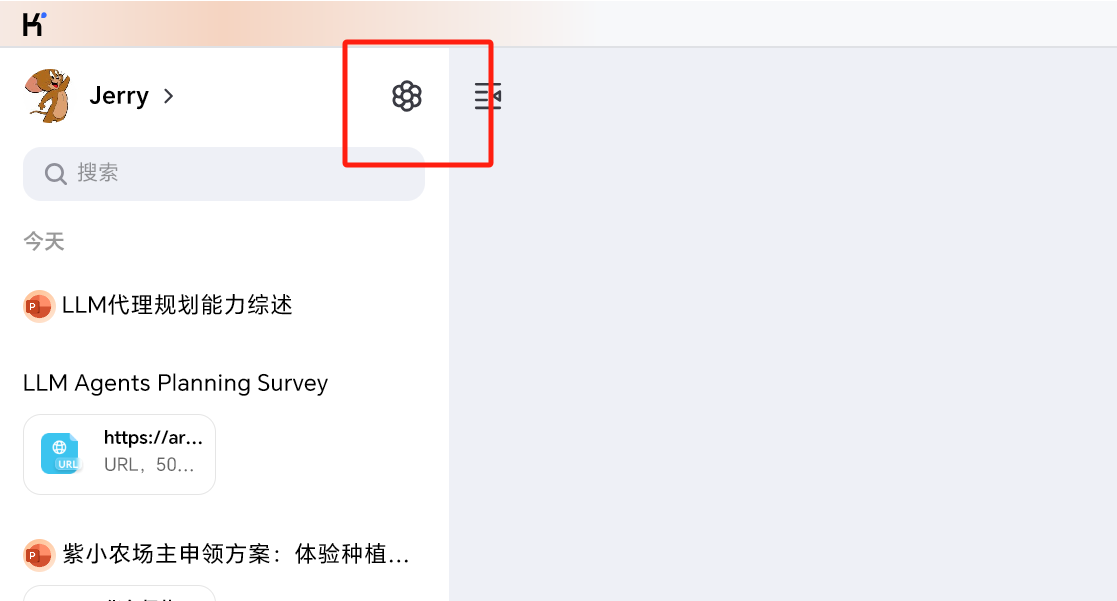 K
Jerry
搜索
今天
P LLM代理规划能力综述
LLM Agents Planning Survey
https://ar...
URL
URL，50...
P 紫小农场主申领方案：体验种植...